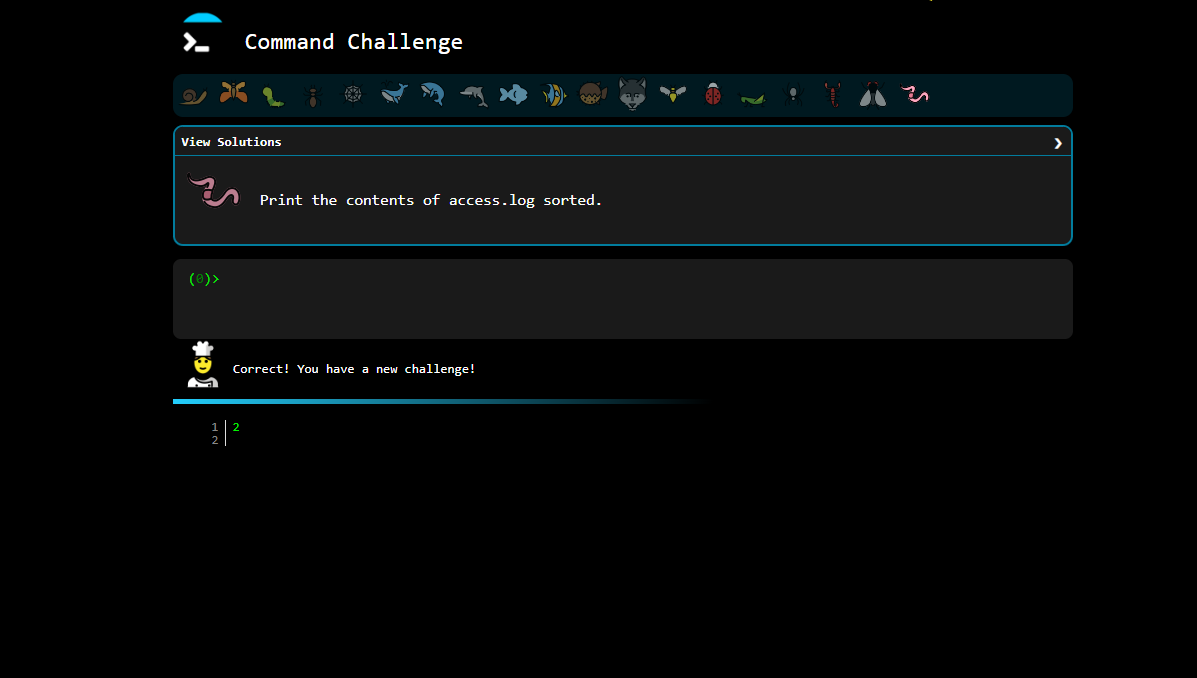 Command Challenge
View Solutions
Print the contents of access.log sorted.
(0)>
Correct! You have a new challenge!
1 2
2